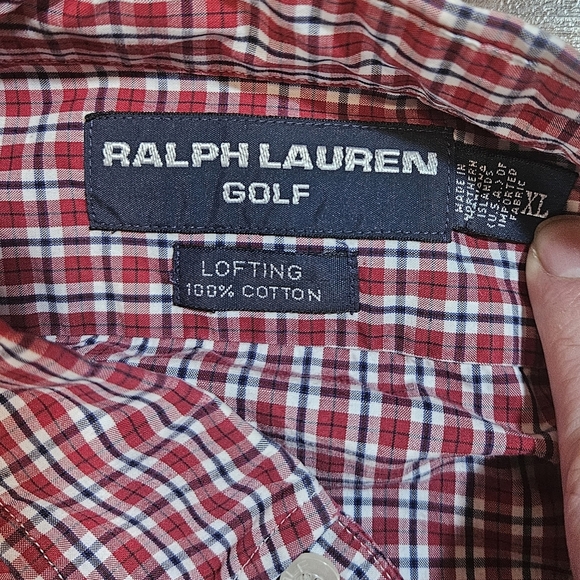 RALPH LAUREN
GOLF
MADE IN
NORTHERN
ISLANDS
(U.S.A.) OF
IMPORTED
FABRIC
XL
LOFTING
100% COTTON